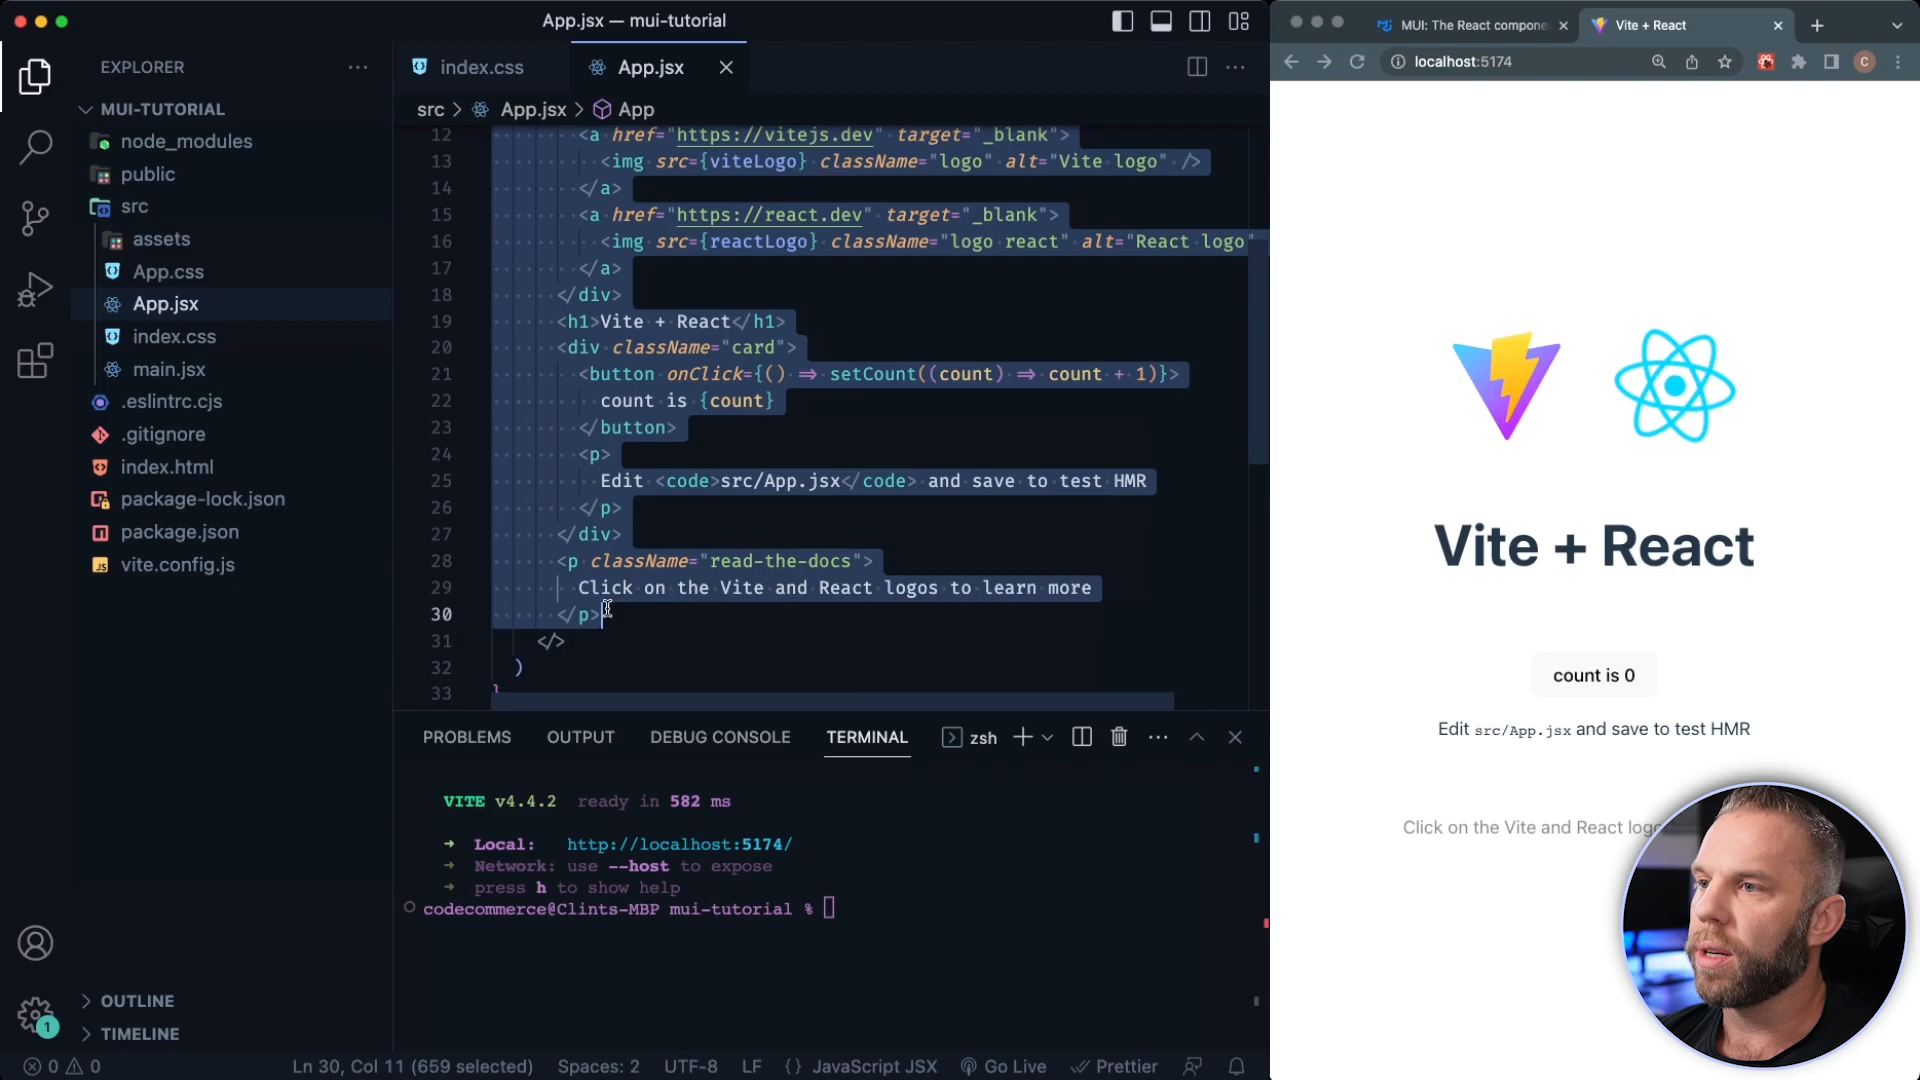 App.jsx — mui-tutorial
EXPLORER
MUI-TUTORIAL
node_modules
public
src
assets
App.css
App.jsx
index.css
main.jsx
.eslintrc.cjs
.gitignore
index.html
package-lock.json
package.json
vite.config.js
OUTLINE
TIMELINE
1
index.css
App.jsx
src > App.jsx > App
12 <a href="https://vitejs.dev" target="_blank">
13 <img src={viteLogo} className="logo" alt="Vite logo" />
14 </a>
15 <a href="https://react.dev" target="_blank">
16 <img src={reactLogo} className="logo react" alt="React logo"
17 </a>
18 </div>
19 <h1>Vite + React</h1>
20 <div className="card">
21 <button onClick={() => setCount((count) => count + 1)}>
22 count is {count}
23 </button>
24 <p>
25 Edit <code>src/App.jsx</code> and save to test HMR
26 </p>
27 </div>
28 <p className="read-the-docs">
29 Click on the Vite and React logos to learn more
30 </p>
31 </>
32 )
33 }
PROBLEMS OUTPUT DEBUG CONSOLE TERMINAL zsh
VITE v4.4.2 ready in 582 ms
➜ Local: http://localhost:5174/
➜ Network: use --host to expose
➜ press h to show help
codecommerce@Clints-MBP mui-tutorial %
0 0 Ln 30, Col 11 (659 selected) Spaces: 2 UTF-8 LF {} JavaScript JSX Go Live Prettier
MUI: The React compone
Vite + React
localhost:5174
C
Vite + React
count is 0
Edit src/App.jsx and save to test HMR
Click on the Vite and React